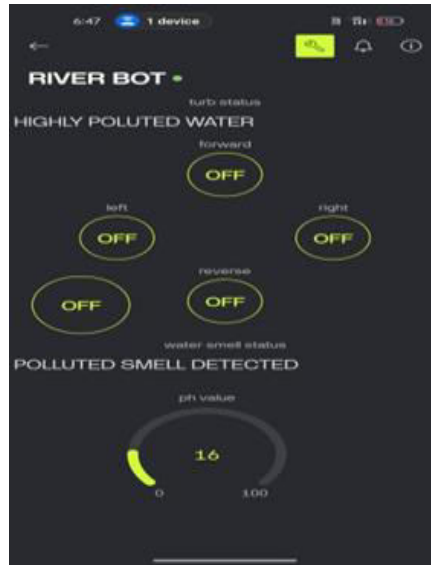 6:47 1 device
RIVER BOT
turb status
HIGHLY POLUTED WATER
forward
OFF
left right
OFF OFF
reverse
OFF OFF
water smell status
POLLUTED SMELL DETECTED
ph value
16
0 100